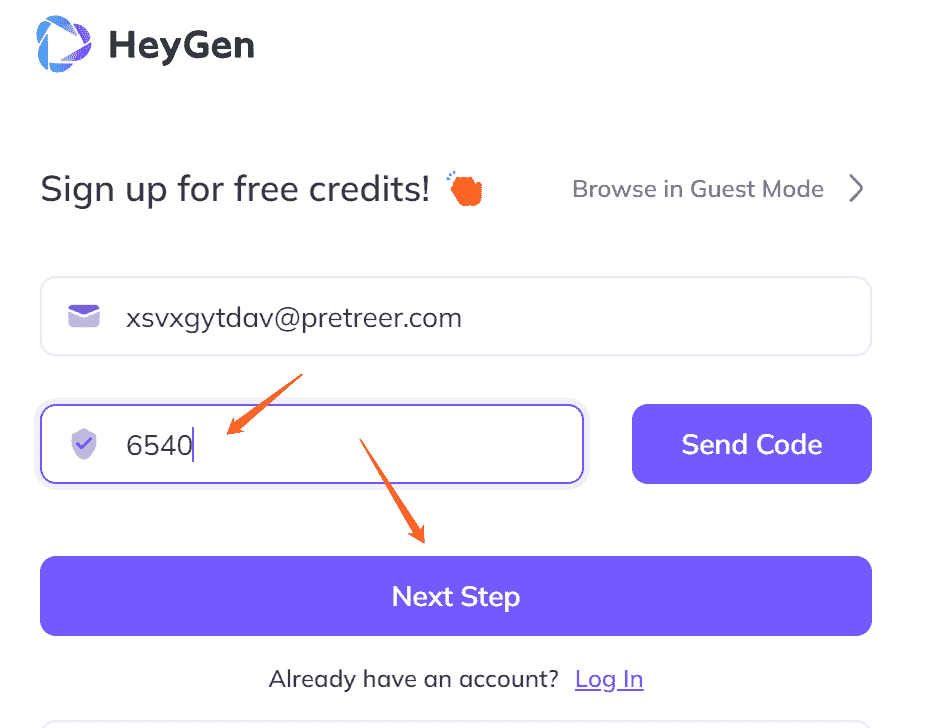 HeyGen
Sign up for free credits!
Browse in Guest Mode
xsvxgytdav@pretreer.com
6540
Send Code
Next Step
Already have an account? Log In